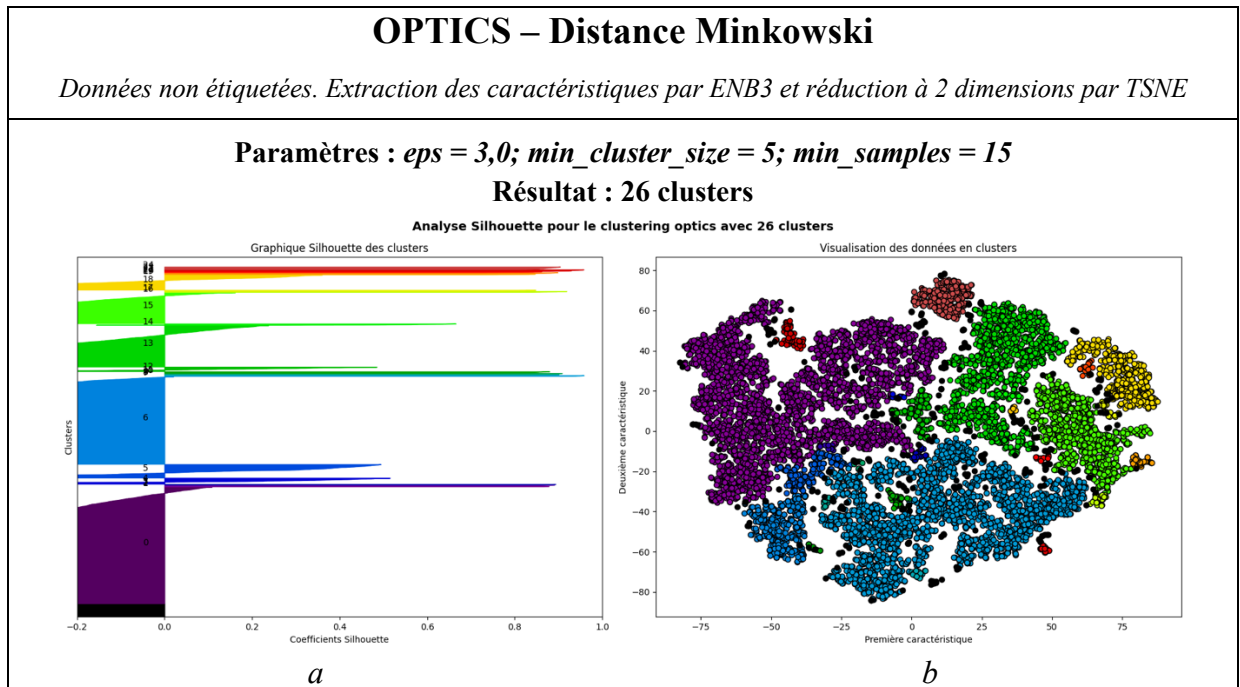 OPTICS – Distance Minkowski
Données non étiquetées. Extraction des caractéristiques par ENB3 et réduction à 2 dimensions par TSNE
Paramètres : eps = 3,0; min_cluster_size = 5; min_samples = 15
Résultat : 26 clusters
Analyse Silhouette pour le clustering optics avec 26 clusters
Graphique Silhouette des clusters
Clusters
18
15
14
13
6
5
0
−0.2 0.0 0.2 0.4 0.6 0.8 1.0
Coefficients Silhouette
a
Visualisation des données en clusters
Deuxième caractéristique
80
60
40
20
0
−20
−40
−60
−80
−75 −50 −25 0 25 50 75
Première caractéristique
b